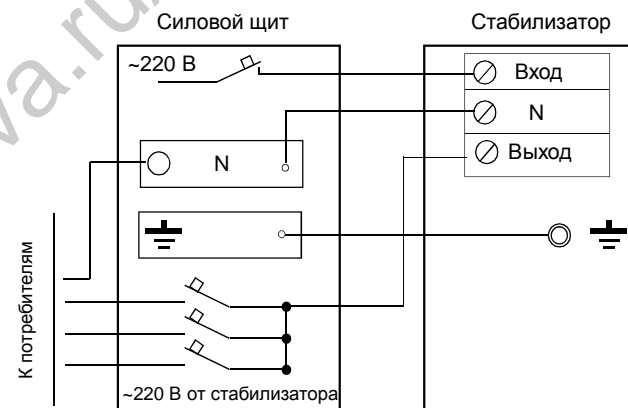 Силовой щит
Стабилизатор
~220 В
Вход
N
Выход
N
К потребителям
~220 В от стабилизатора